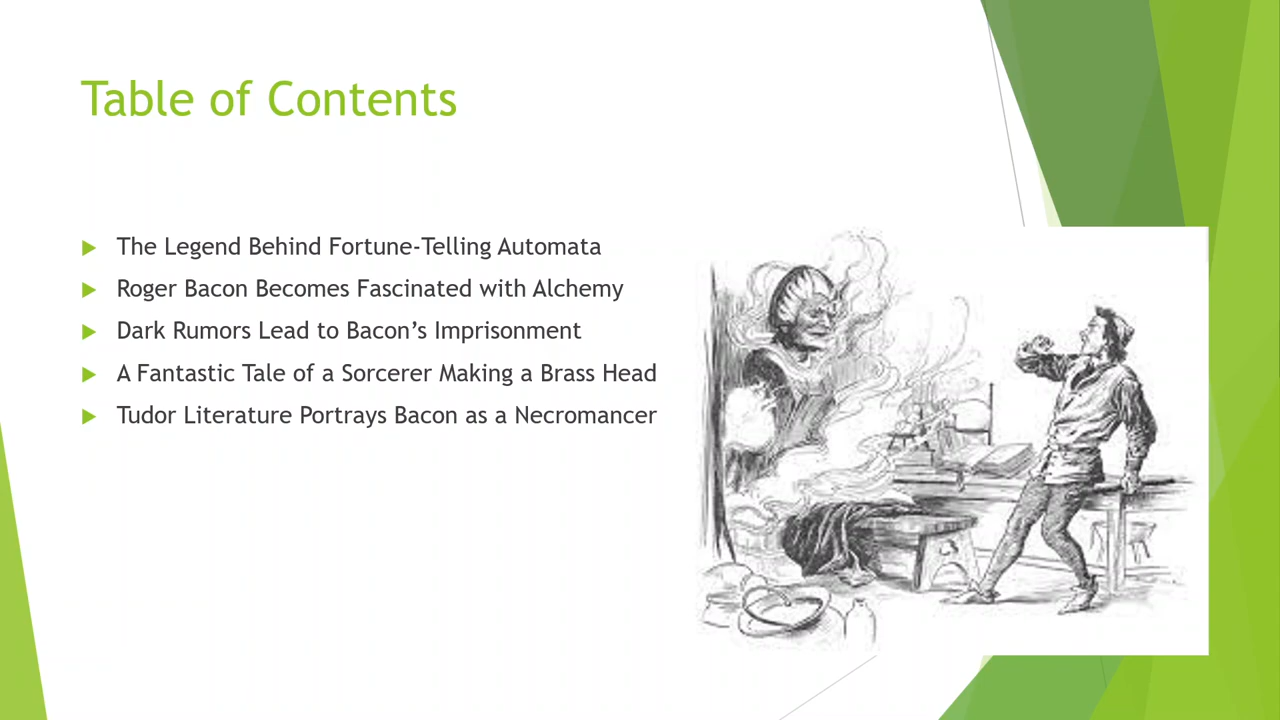 Table of Contents
The Legend Behind Fortune-Telling Automata
Roger Bacon Becomes Fascinated with Alchemy
Dark Rumors Lead to Bacon’s Imprisonment
A Fantastic Tale of a Sorcerer Making a Brass Head
Tudor Literature Portrays Bacon as a Necromancer